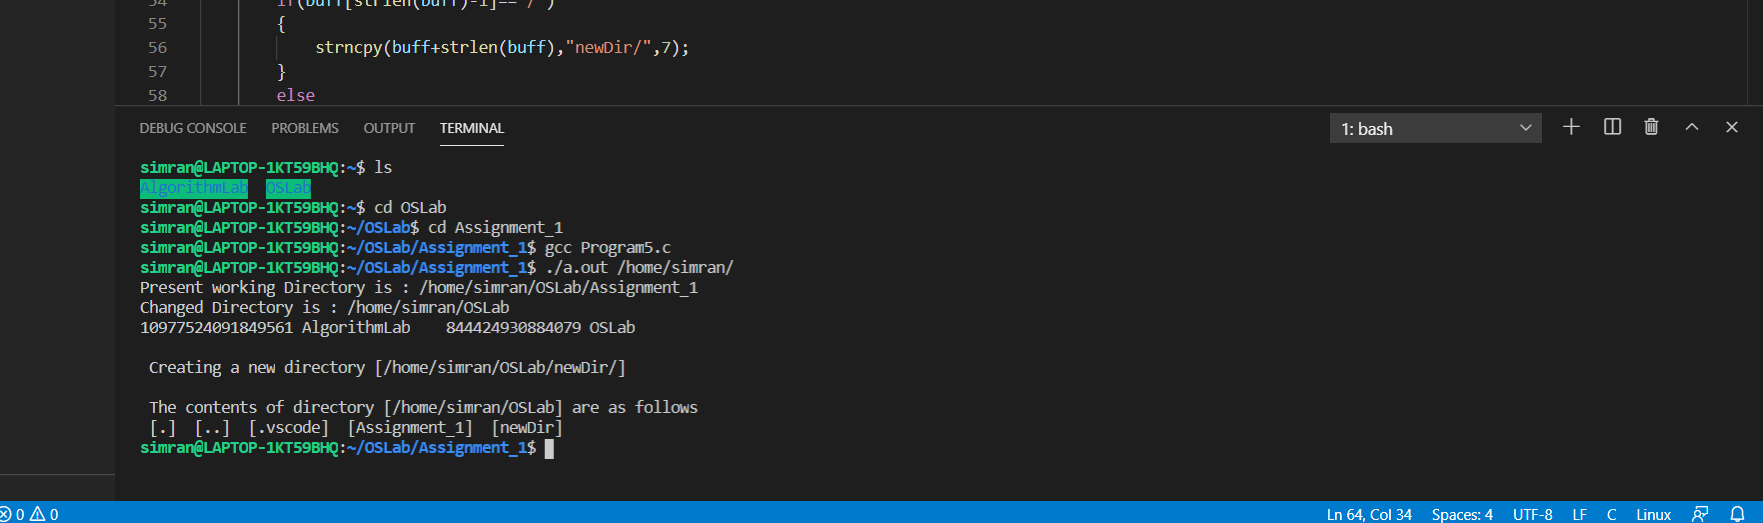 54 if(buff[strlen(buff)-1]=='/')
55 {
56 strncpy(buff+strlen(buff),"newDir/",7);
57 }
58 else
DEBUG CONSOLE PROBLEMS OUTPUT TERMINAL 1: bash
simran@LAPTOP-1KT59BHQ:~$ ls
AlgorithmLab OSLab
simran@LAPTOP-1KT59BHQ:~$ cd OSLab
simran@LAPTOP-1KT59BHQ:~/OSLab$ cd Assignment_1
simran@LAPTOP-1KT59BHQ:~/OSLab/Assignment_1$ gcc Program5.c
simran@LAPTOP-1KT59BHQ:~/OSLab/Assignment_1$ ./a.out /home/simran/
Present working Directory is : /home/simran/OSLab/Assignment_1
Changed Directory is : /home/simran/OSLab
10977524091849561 AlgorithmLab 844424930884079 OSLab
Creating a new directory [/home/simran/OSLab/newDir/]
The contents of directory [/home/simran/OSLab] are as follows
[.] [..] [.vscode] [Assignment_1] [newDir]
simran@LAPTOP-1KT59BHQ:~/OSLab/Assignment_1$
0 0 Ln 64, Col 34 Spaces: 4 UTF-8 LF C Linux